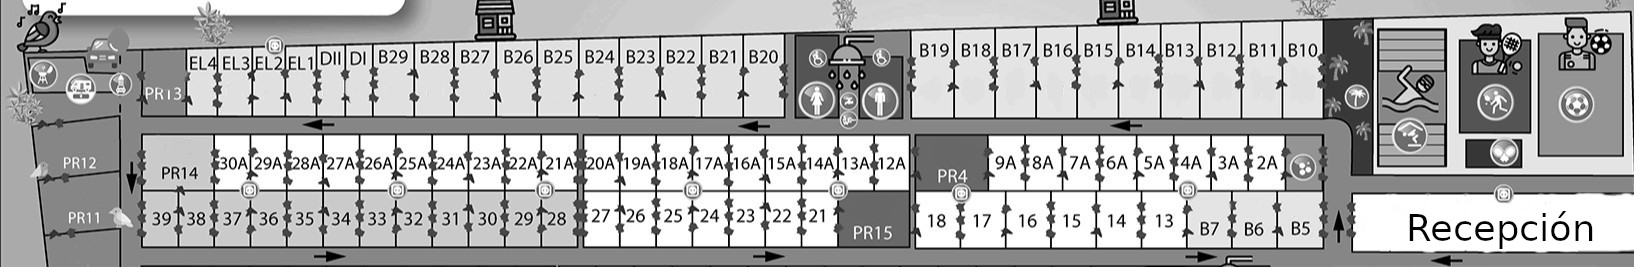 PR13 EL4 EL3 EL2 EL1 DII DI B29 B28 B27 B26 B25 B24 B23 B22 B21 B20 B19 B18 B17 B16 B15 B14 B13 B12 B11 B10
PR12 PR14 30A 29A 28A 27A 26A 25A 24A 23A 22A 21A 20A 19A 18A 17A 16A 15A 14A 13A 12A PR4 9A 8A 7A 6A 5A 4A 3A 2A
PR11 39 38 37 36 35 34 33 32 31 30 29 28 27 26 25 24 23 22 21 PR15 18 17 16 15 14 13 B7 B6 B5 Recepción